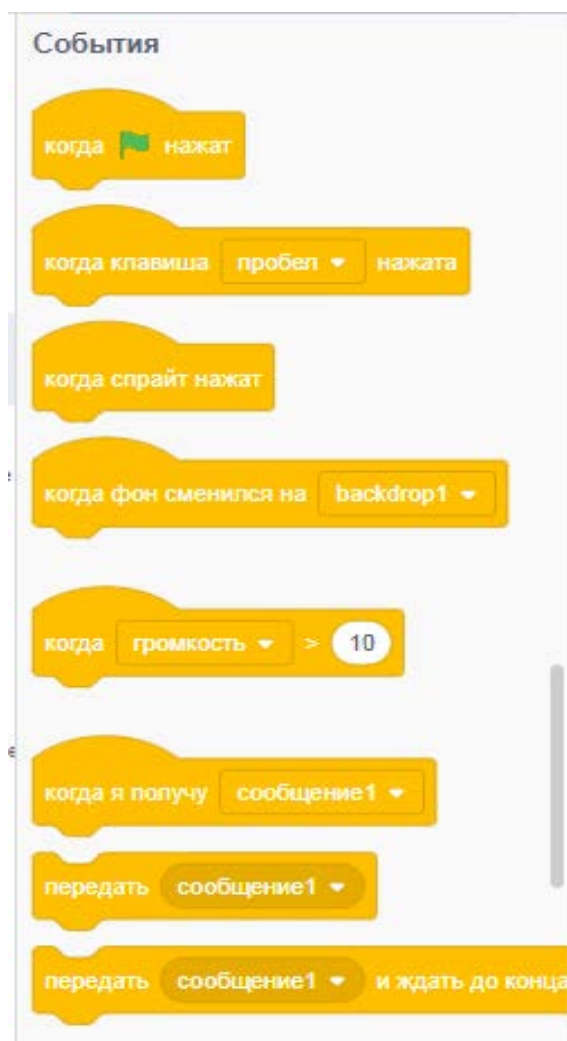 События
когда нажат
когда клавиша пробел нажата
когда спрайт нажат
когда фон сменился на backdrop1
когда громкость > 10
когда я получу сообщение1
передать сообщение1
передать сообщение1 и ждать до конца